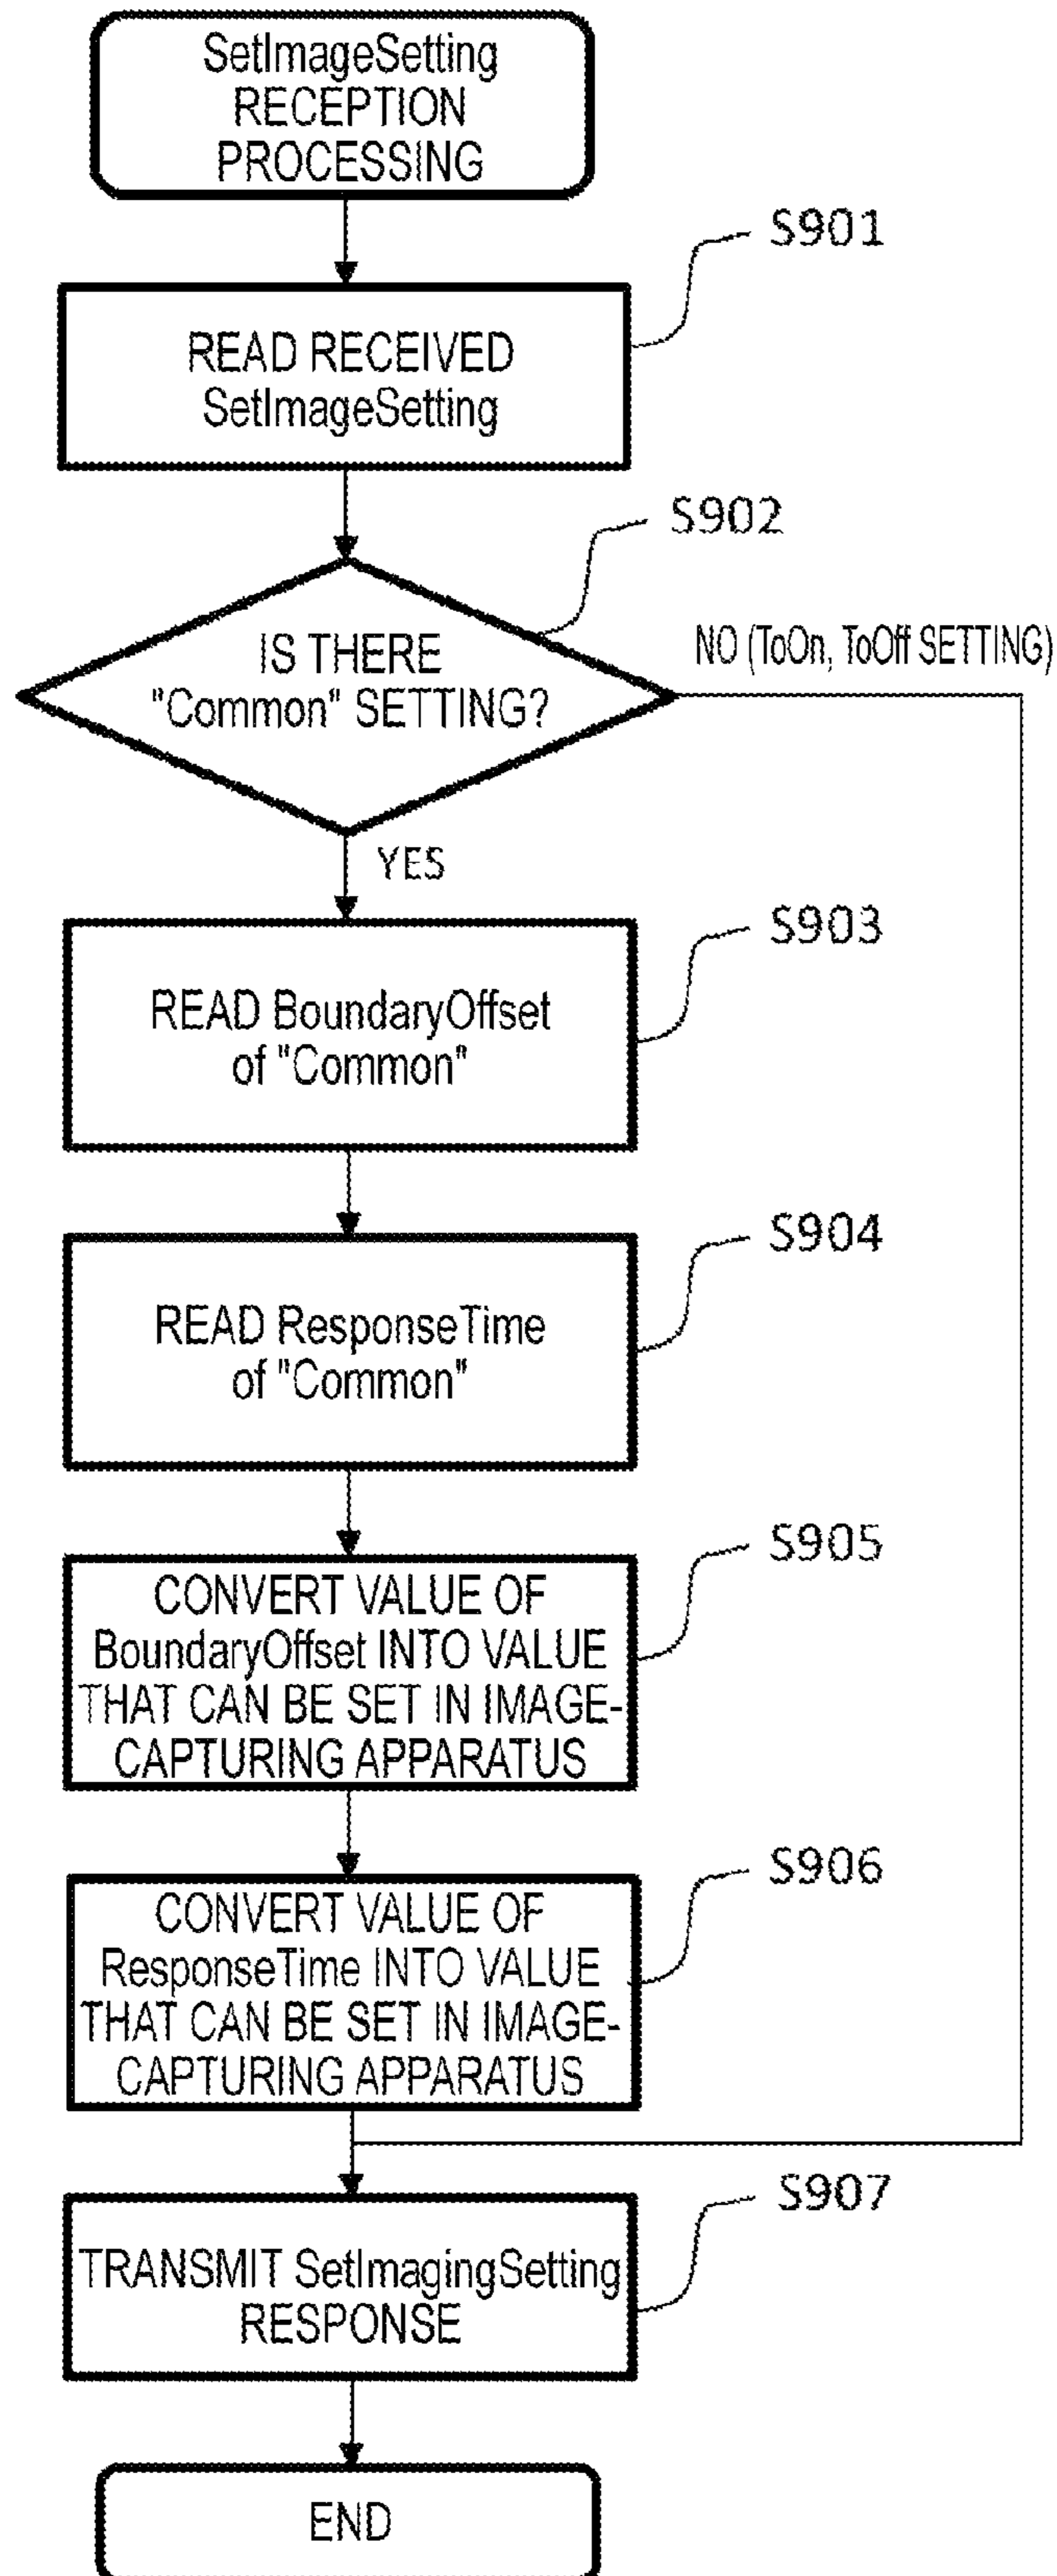 SetImageSetting
RECEPTION
PROCESSING
S901
READ RECEIVED
SetImageSetting
S902
IS THERE
"Common" SETTING?
NO (ToOn, ToOff SETTING)
YES
S903
READ BoundaryOffset
of "Common"
S904
READ ResponseTime
of "Common"
S905
CONVERT VALUE OF
BoundaryOffset INTO VALUE
THAT CAN BE SET IN IMAGE-
CAPTURING APPARATUS
S906
CONVERT VALUE OF
ResponseTime INTO VALUE
THAT CAN BE SET IN IMAGE-
CAPTURING APPARATUS
S907
TRANSMIT SetImagingSetting
RESPONSE
END